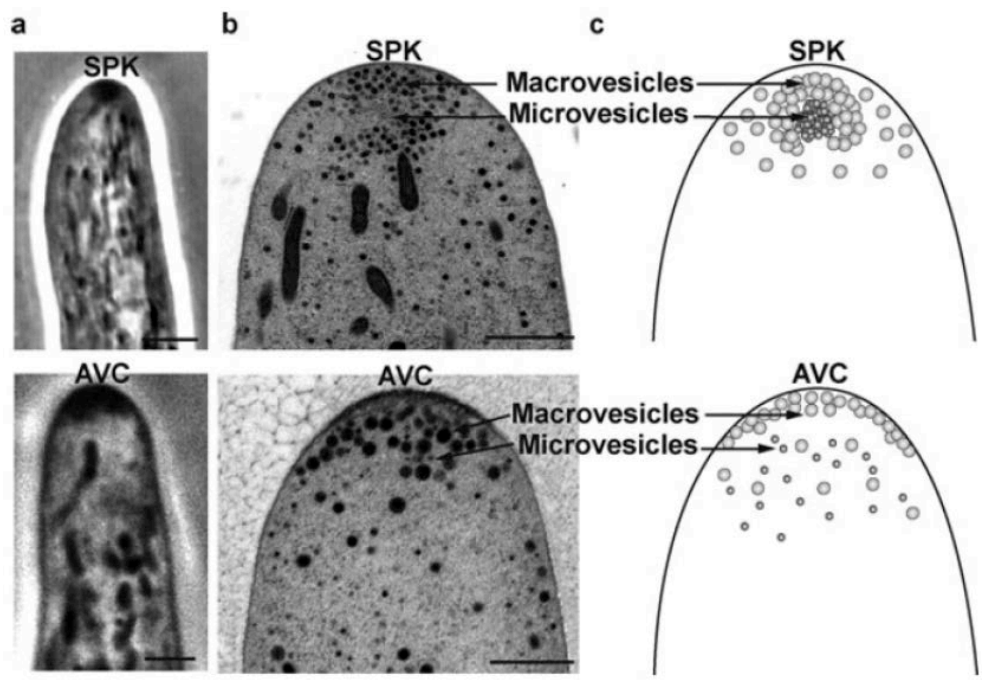 a b c
SPK SPK SPK
Macrovesicles
Microvesicles
AVC AVC AVC
Macrovesicles
Microvesicles